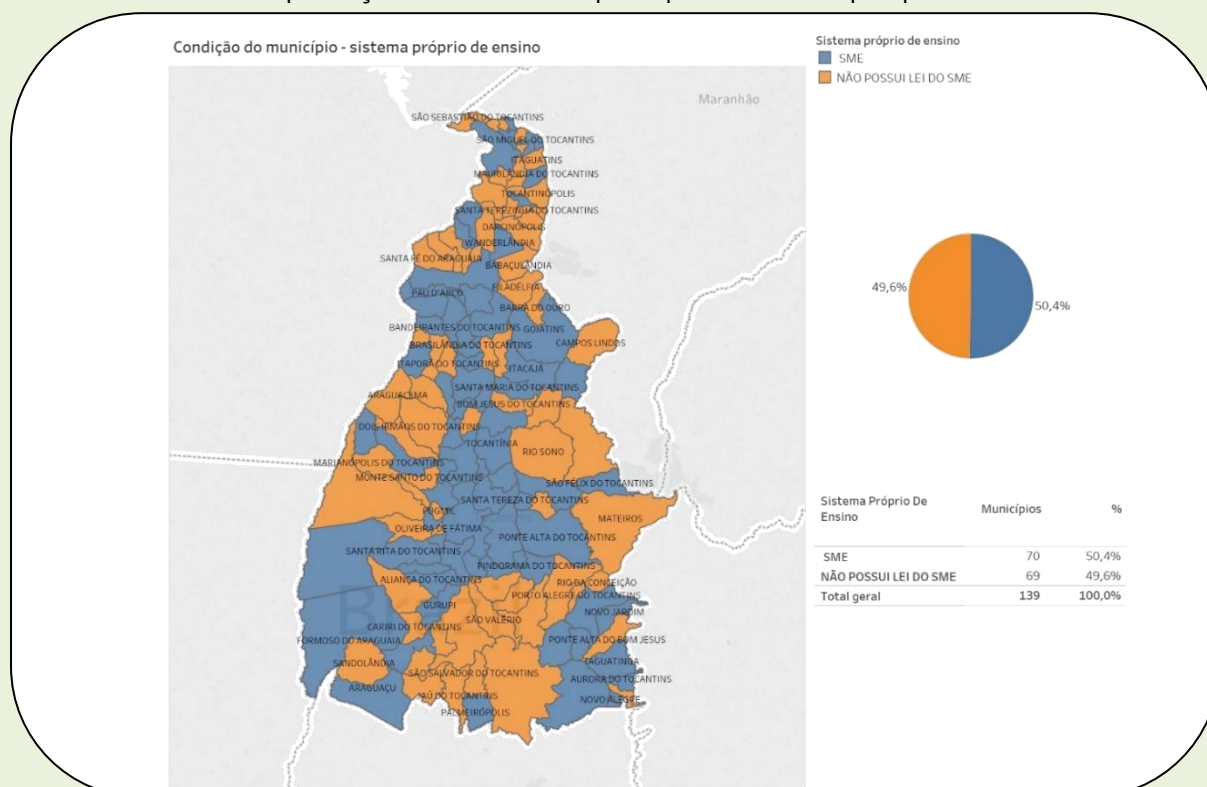 Condição do município - sistema próprio de ensino
Sistema próprio de ensino
SME
NÃO POSSUI LEI DO SME
Maranhão
SÃO SEBASTIÃO DO TOCANTINS
SÃO MIGUEL DO TOCANTINS
ITAGUATINS
MAURILÂNDIA DO TOCANTINS
TOCANTINÓPOLIS
SANTA TEREZINHA DO TOCANTINS
DARCINÓPOLIS
WANDERLÂNDIA
SANTA FÉ DO ARAGUAIA
BABAÇULÂNDIA
FILADÉLFIA
PAU D'ARCO
BARRA DO OURO
BANDEIRANTES DO TOCANTINS
GOIATINS
BRASILÂNDIA DO TOCANTINS
CAMPOS LINDOS
ITAPORÃ DO TOCANTINS
ITACAJÁ
SANTA MARIA DO TOCANTINS
ARAGUACEMA
BOM JESUS DO TOCANTINS
DOIS IRMÃOS DO TOCANTINS
TOCANTÍNIA
RIO SONO
MARIANÓPOLIS DO TOCANTINS
MONTE SANTO DO TOCANTINS
SÃO FÉLIX DO TOCANTINS
SANTA TEREZA DO TOCANTINS
PUGMIL
MATEIROS
OLIVEIRA DE FÁTIMA
PONTE ALTA DO TOCANTINS
SANTA RITA DO TOCANTINS
PINDORAMA DO TOCANTINS
ALIANÇA DO TOCANTINS
RIO DA CONCEIÇÃO
PORTO ALEGRE DO TOCANTINS
GURUPI
NOVO JARDIM
SÃO VALÉRIO
CARIRI DO TOCANTINS
FORMOSO DO ARAGUAIA
PONTE ALTA DO BOM JESUS
SANDOLÂNDIA
TAGUATINGA
SÃO SALVADOR DO TOCANTINS
AURORA DO TOCANTINS
ARAGUAÇU
JAÚ DO TOCANTINS
NOVO ALEGRE
PALMEIRÓPOLIS
49,6%
50,4%
Sistema Próprio De Ensino Municípios %
SME 70 50,4%
NÃO POSSUI LEI DO SME 69 49,6%
Total geral 139 100,0%